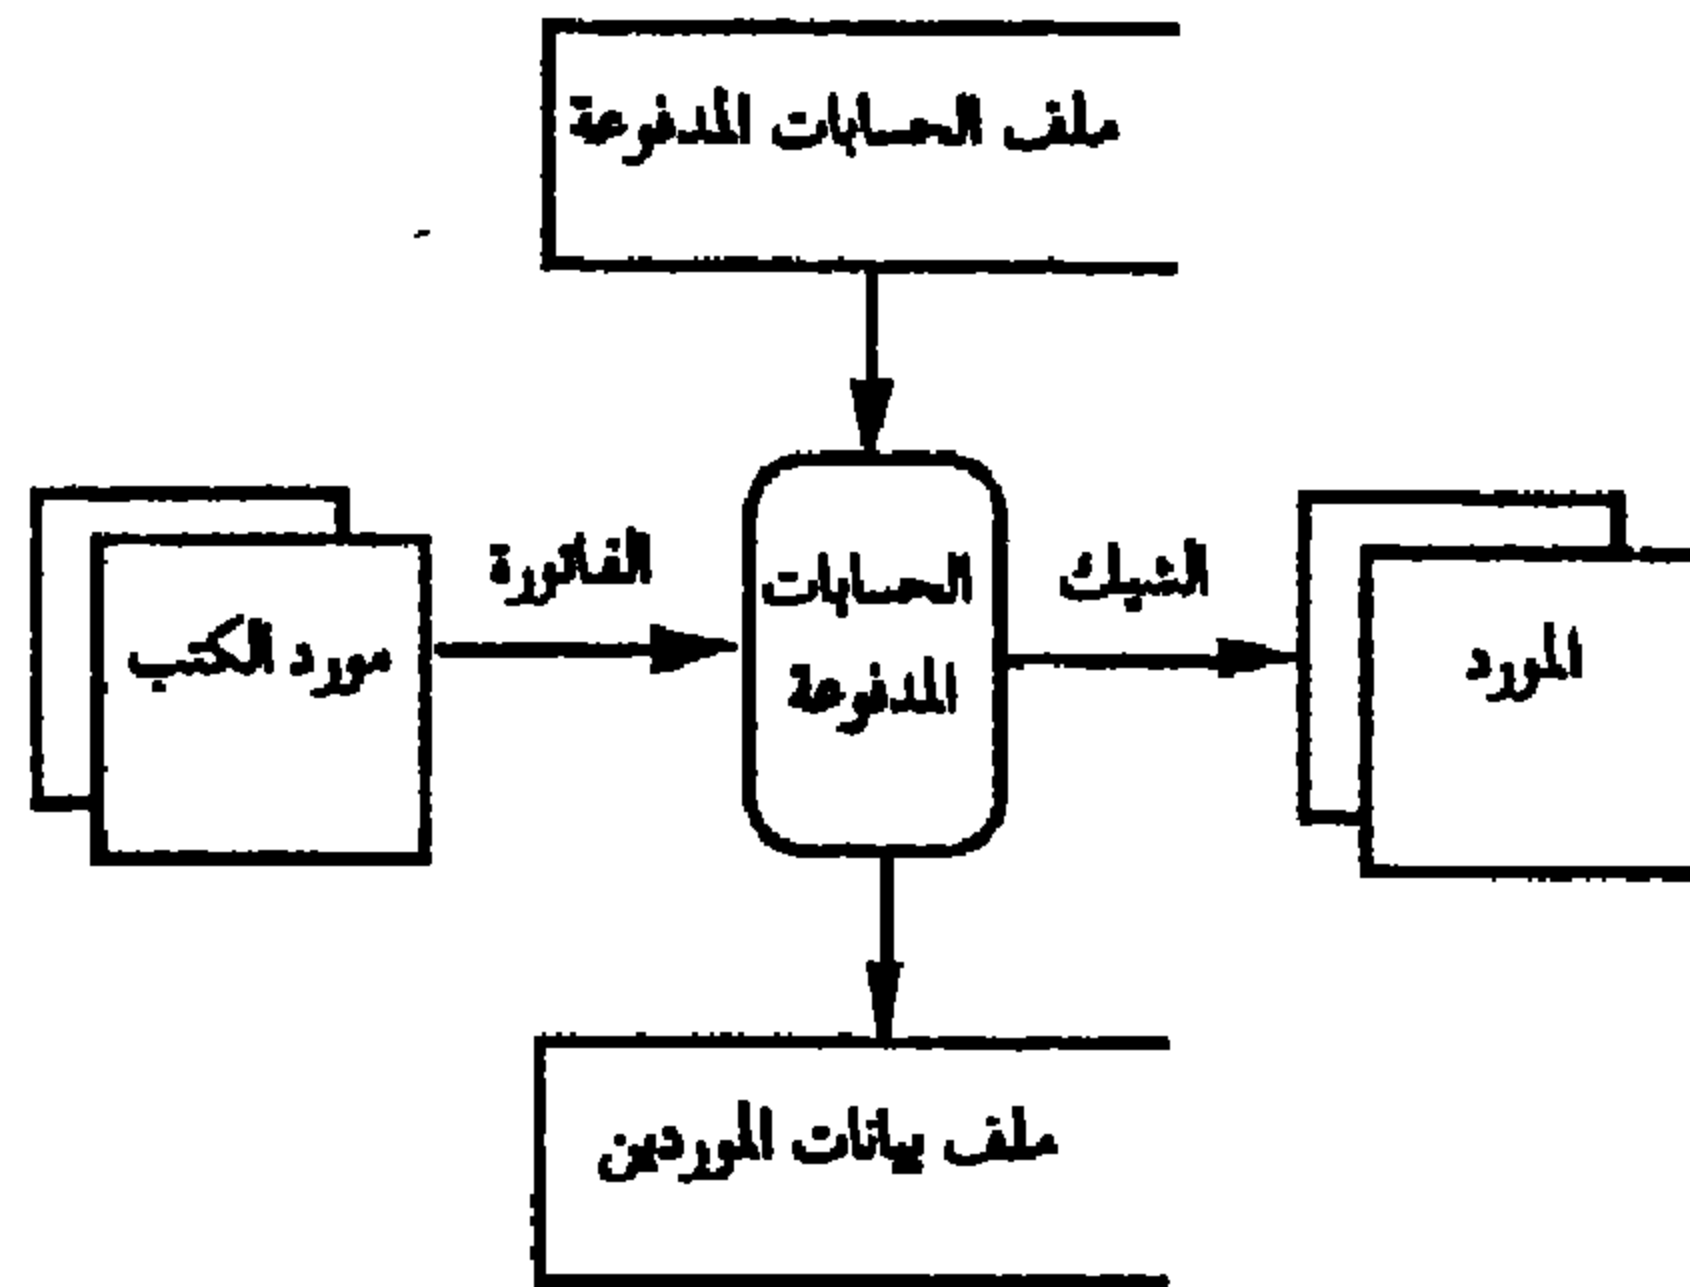 ملف الحسابات المدفوعة
مورد الكتب
الفاتورة
الحسابات
المدفوعة
الشيك
المورد
ملف بيانات الموردين